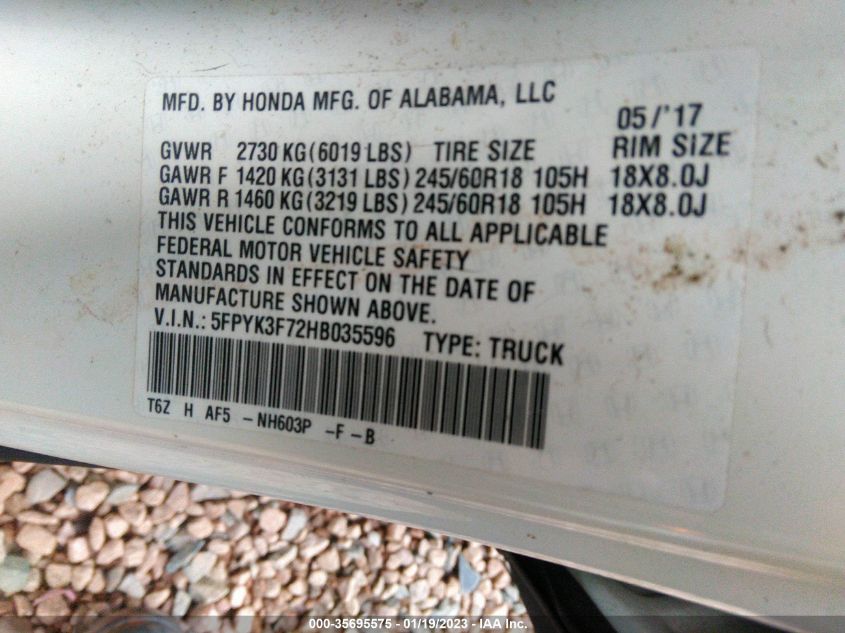 MFD. BY HONDA MFG. OF ALABAMA, LLC
05/'17
GVWR 2730 KG (6019 LBS) TIRE SIZE RIM SIZE
GAWR F 1420 KG (3131 LBS) 245/60R18 105H 18X8.0J
GAWR R 1460 KG (3219 LBS) 245/60R18 105H 18X8.0J
THIS VEHICLE CONFORMS TO ALL APPLICABLE
FEDERAL MOTOR VEHICLE SAFETY
STANDARDS IN EFFECT ON THE DATE OF
MANUFACTURE SHOWN ABOVE.
V.I.N.: 5FPYK3F72HB035596 TYPE: TRUCK
T6Z H AF5 -NH603P -F-B
000-35695575 - 01/19/2023 - IAA Inc.